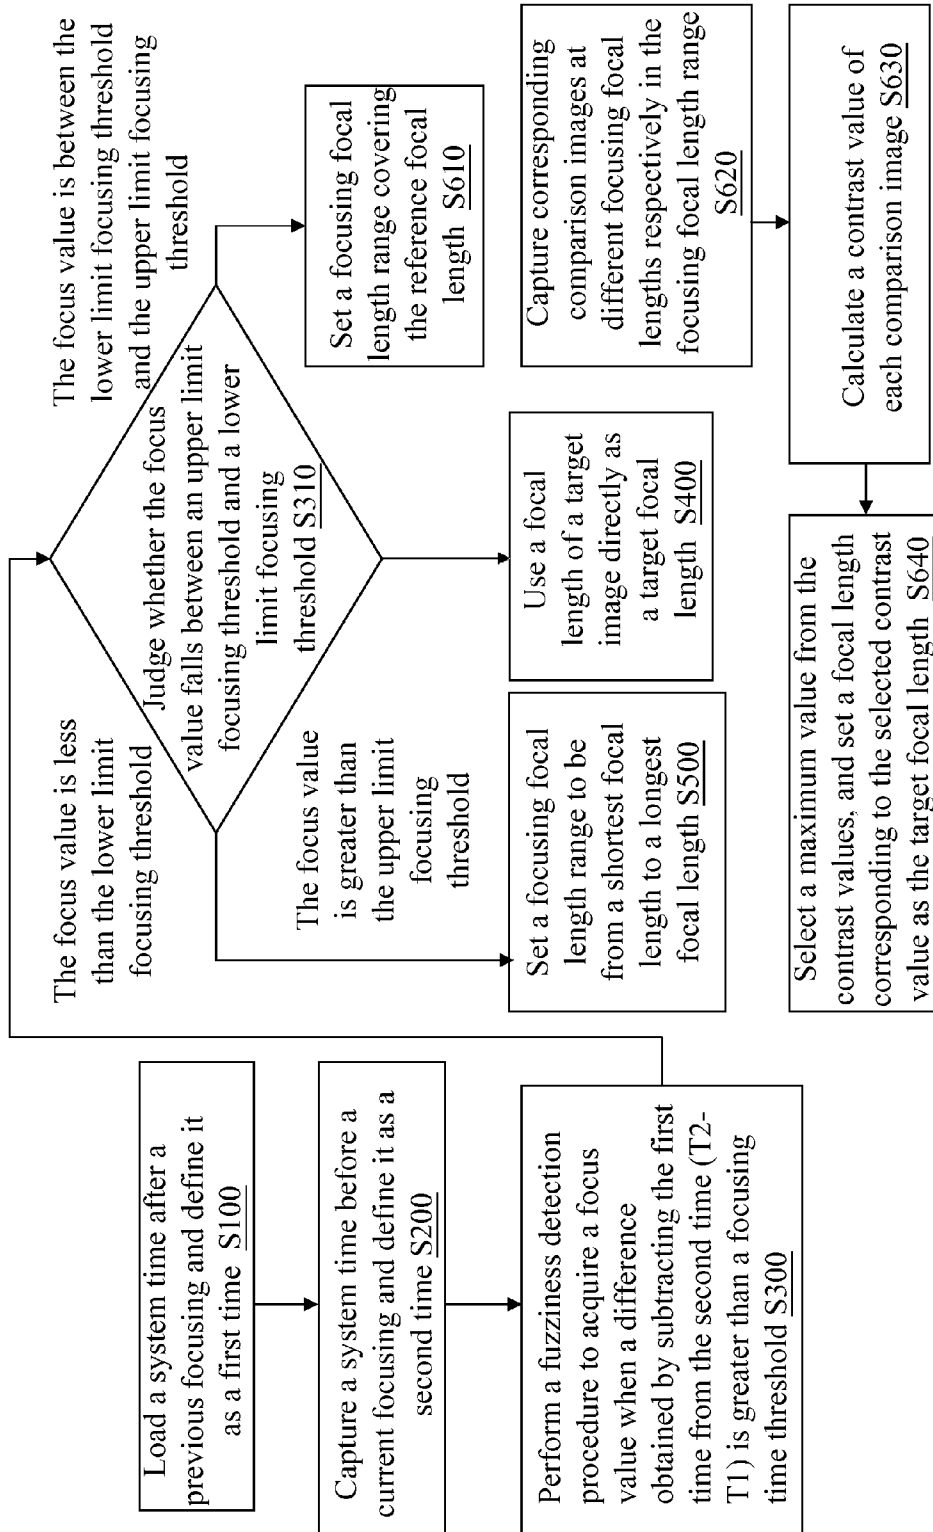 Load a system time after a
previous focusing and define it
as a first time S100
Capture a system time before a
current focusing and define it as a
second time S200
Perform a fuzziness detection
procedure to acquire a focus
value when a difference
obtained by subtracting the first
time from the second time (T2-
T1) is greater than a focusing
time threshold S300
Judge whether the focus
value falls between an upper limit
focusing threshold and a lower
limit focusing
threshold S310
The focus value is less
than the lower limit
focusing threshold
The focus value
is greater than
the upper limit
focusing
threshold
The focus value is between the
lower limit focusing threshold
and the upper limit focusing
threshold
Set a focusing focal
length range to be
from a shortest focal
length to a longest
focal length S500
Use a focal
length of a target
image directly as
a target focal
length S400
Set a focusing focal
length range covering
the reference focal
length S610
Capture corresponding
comparison images at
different focusing focal
lengths respectively in the
focusing focal length range
S620
Calculate a contrast value of
each comparison image S630
Select a maximum value from the
contrast values, and set a focal length
corresponding to the selected contrast
value as the target focal length S640